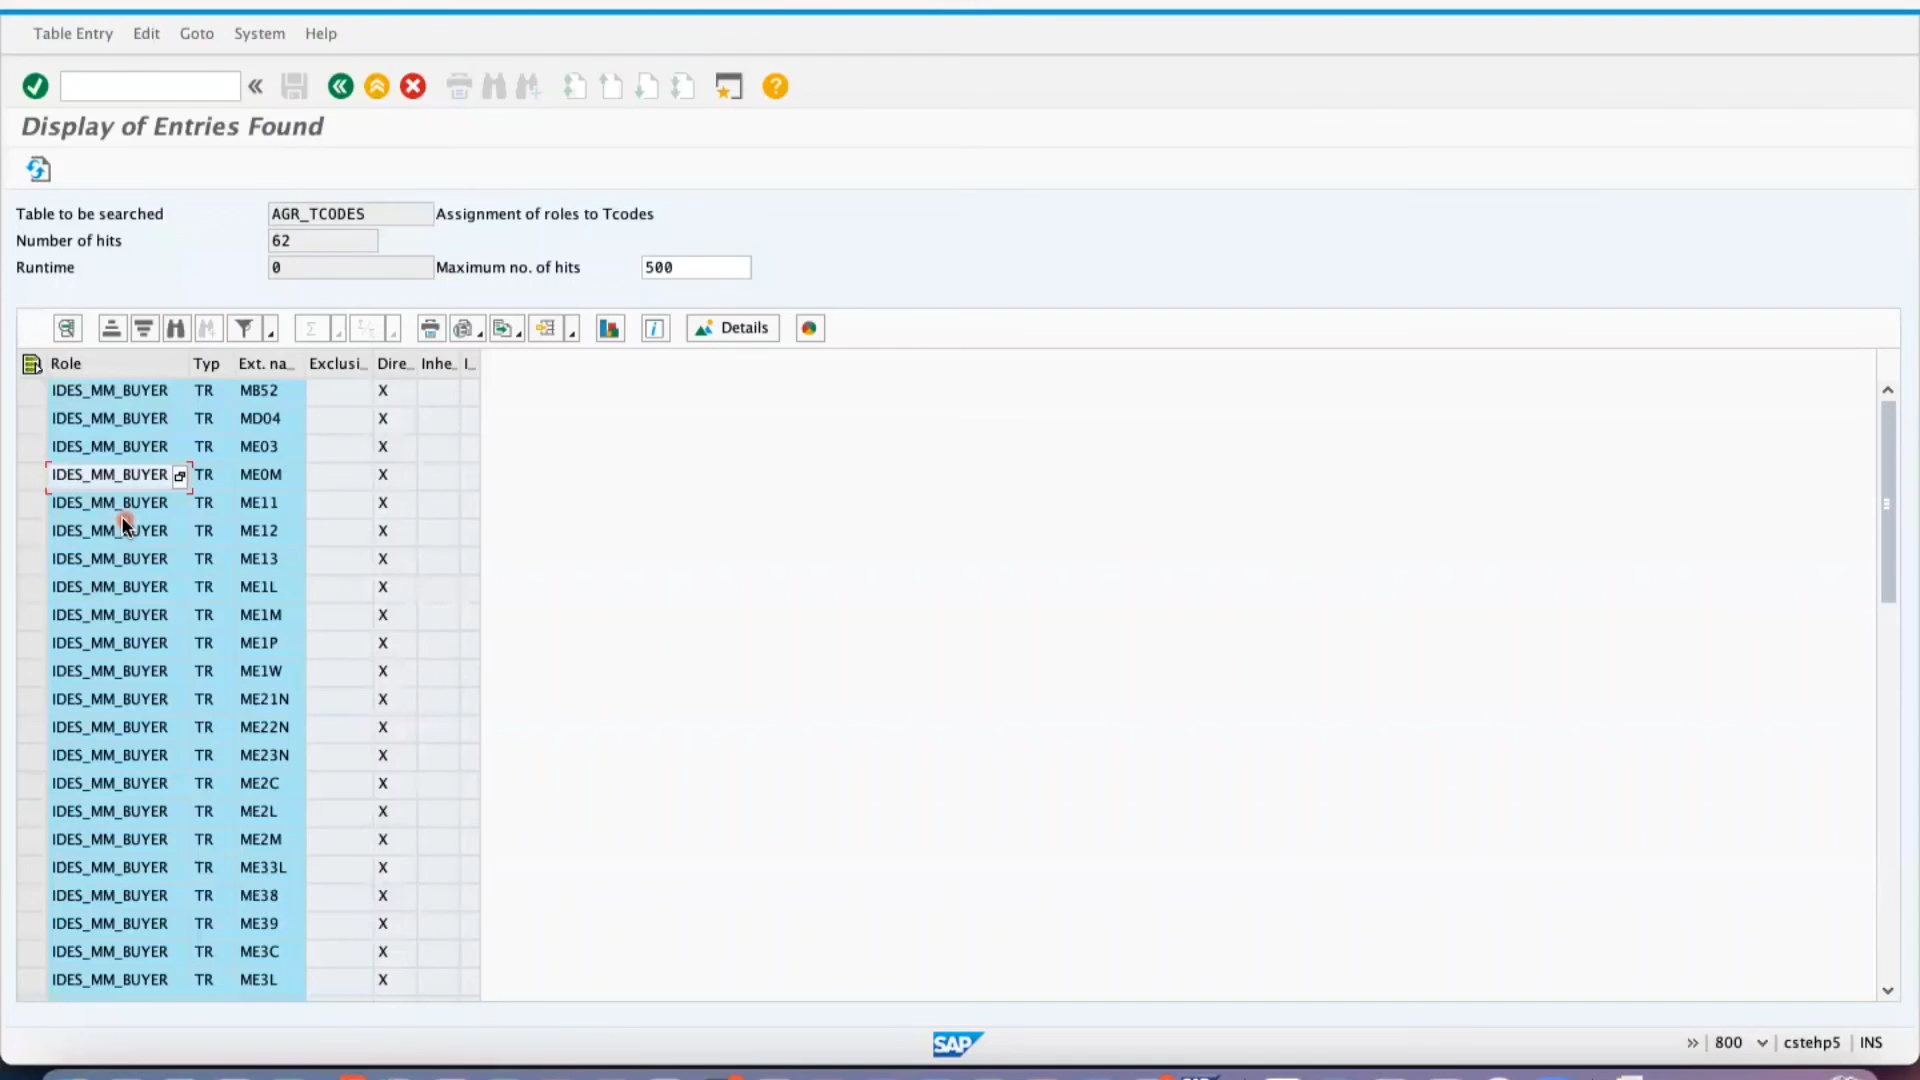 Table Entry Edit Goto System Help
Display of Entries Found
Table to be searched AGR_TCODES Assignment of roles to Tcodes
Number of hits 62
Runtime 0 Maximum no. of hits 500
Details
Role Typ Ext. na... Exclusi... Dire... Inhe... I...
IDES_MM_BUYER TR MB52 X
IDES_MM_BUYER TR MD04 X
IDES_MM_BUYER TR ME03 X
IDES_MM_BUYER TR ME0M X
IDES_MM_BUYER TR ME11 X
IDES_MM_BUYER TR ME12 X
IDES_MM_BUYER TR ME13 X
IDES_MM_BUYER TR ME1L X
IDES_MM_BUYER TR ME1M X
IDES_MM_BUYER TR ME1P X
IDES_MM_BUYER TR ME1W X
IDES_MM_BUYER TR ME21N X
IDES_MM_BUYER TR ME22N X
IDES_MM_BUYER TR ME23N X
IDES_MM_BUYER TR ME2C X
IDES_MM_BUYER TR ME2L X
IDES_MM_BUYER TR ME2M X
IDES_MM_BUYER TR ME33L X
IDES_MM_BUYER TR ME38 X
IDES_MM_BUYER TR ME39 X
IDES_MM_BUYER TR ME3C X
IDES_MM_BUYER TR ME3L X
SAP 800 cstehp5 INS